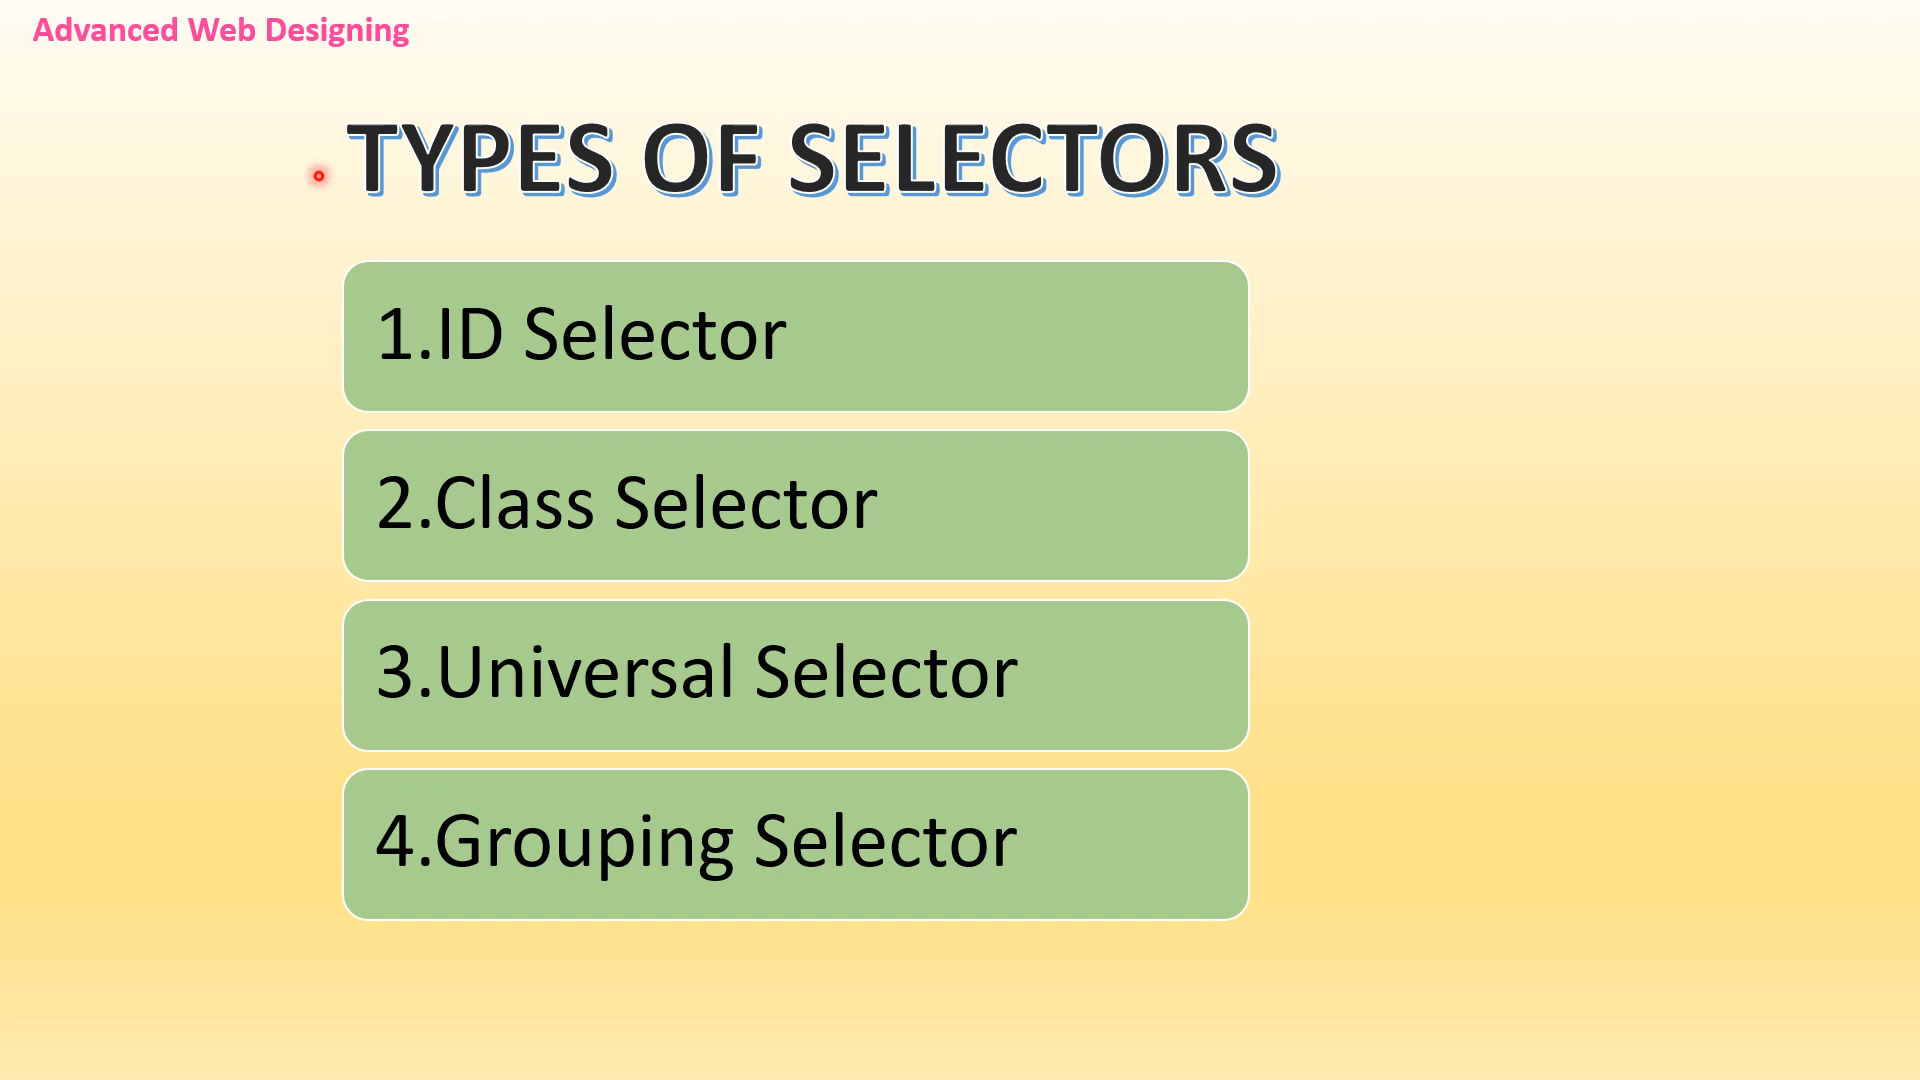 Advanced Web Designing
TYPES OF SELECTORS
1.ID Selector
2.Class Selector
3.Universal Selector
4.Grouping Selector